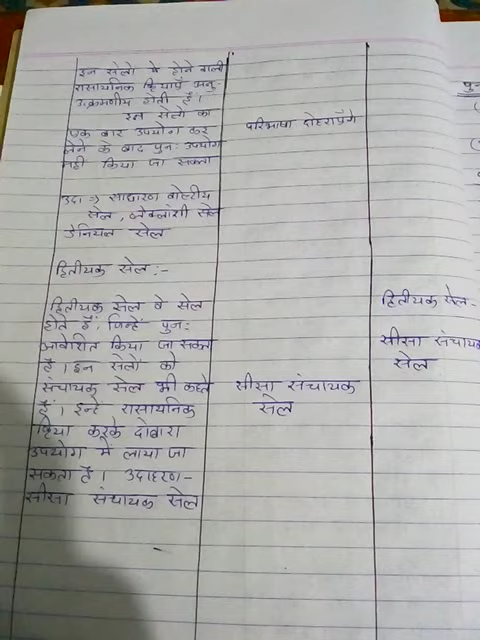 इन सेलो मे होने वाली
रासायनिक क्रियाएँ अनु-
उत्क्रमणीय होती है।
इन सेलो का
एक बार उपयोग कर
लेने के बाद पुनः उपयोग
नही किया जा सकता
उदा ⇒ साधारण वोल्टीय
सेल, लेक्लांशी सेल
डेनियल सेल
द्वितीयक सेल :-
द्वितीयक सेल वे सेल
होते हैं, जिन्हें पुनः
आवेशित किया जा सकता
है। इन सेलों को
संचायक सेल भी कहते
हैं। इन्हे रासायनिक
क्रिया करके दोबारा
उपयोग में लाया जा
सकता है। उदाहरण-
सीसा संचायक सेल
परिभाषा दोहराएँगे
सीसा संचायक
सेल
द्वितीयक सेल-
सीसा संचायक
सेल
पु-